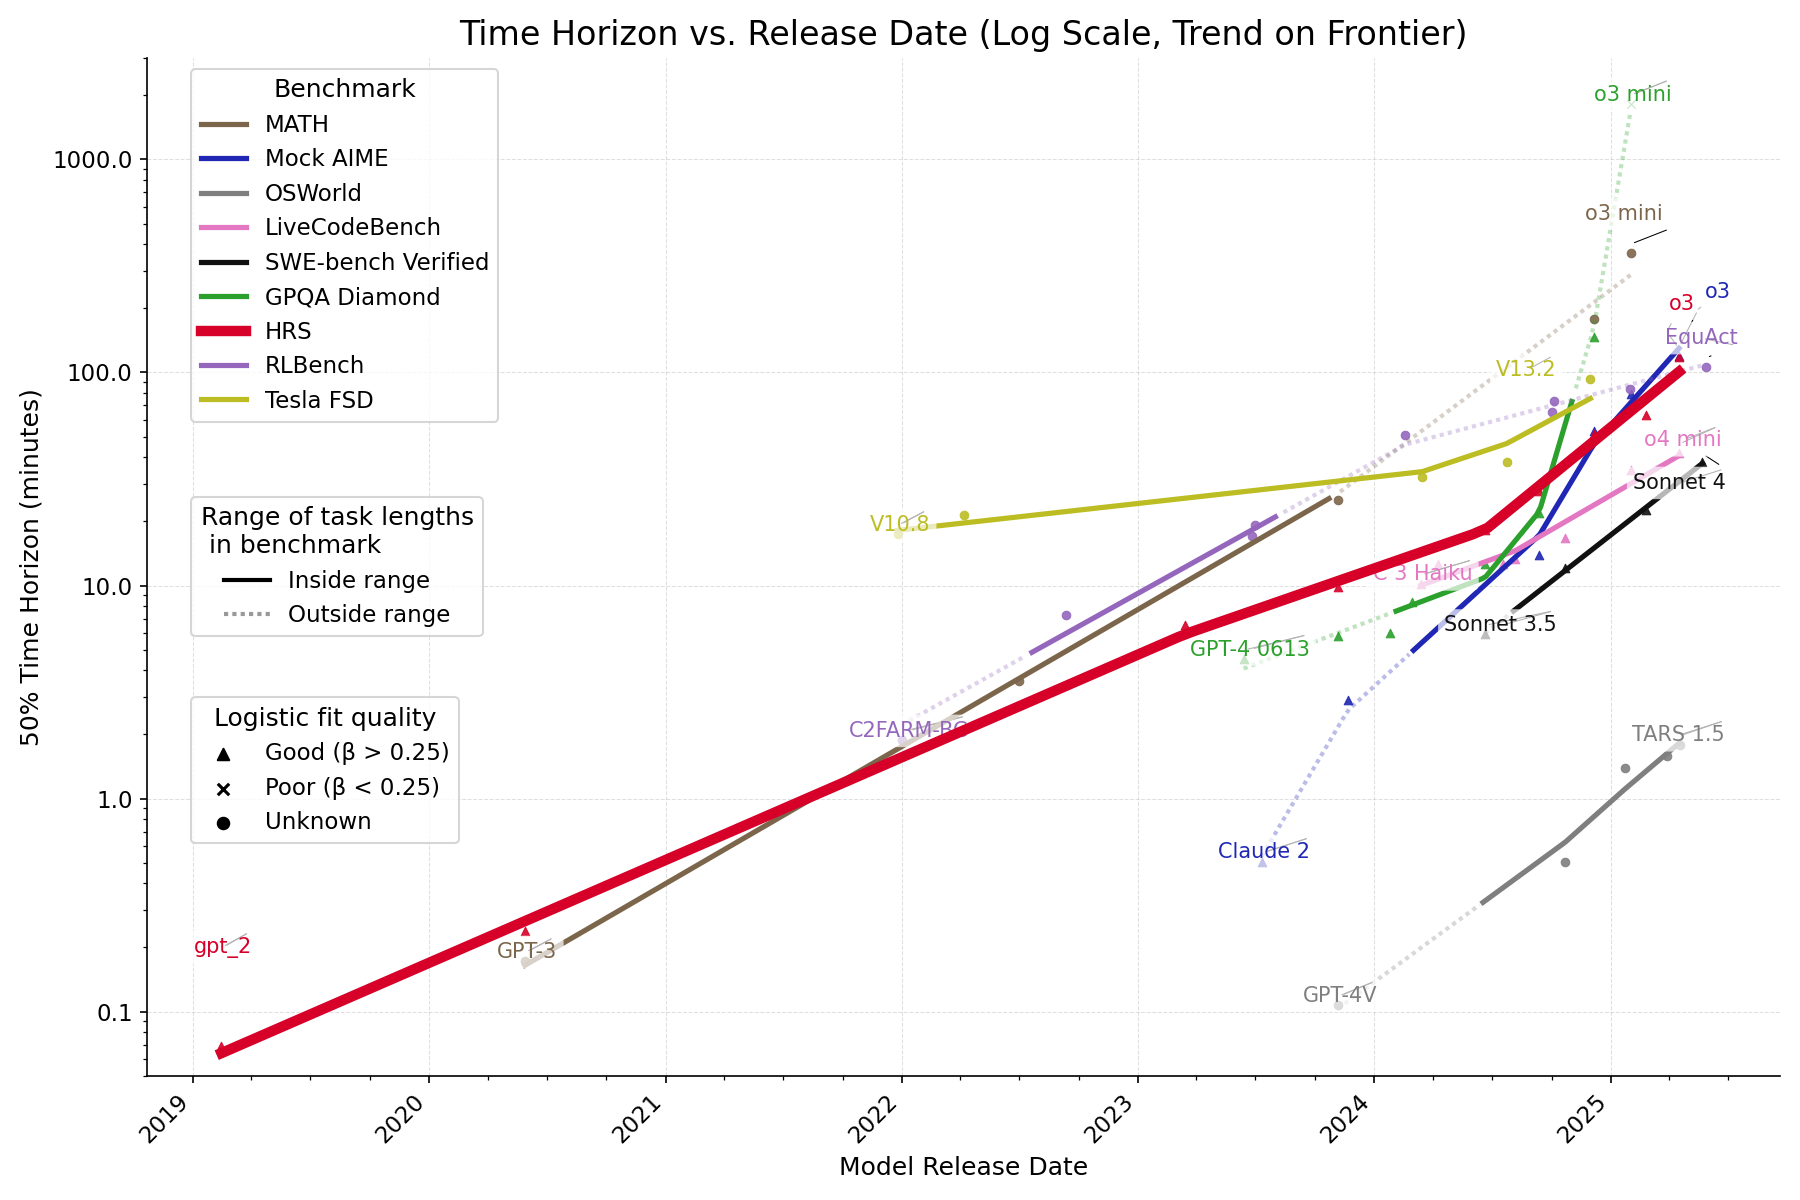 Time Horizon vs. Release Date (Log Scale, Trend on Frontier)
50% Time Horizon (minutes)
1000.0
100.0
10.0
1.0
0.1
Benchmark
MATH
Mock AIME
OSWorld
LiveCodeBench
SWE-bench Verified
GPQA Diamond
HRS
RLBench
Tesla FSD
Range of task lengths
in benchmark
Inside range
Outside range
Logistic fit quality
Good (β > 0.25)
Poor (β < 0.25)
Unknown
o3 mini
o3 mini
o3
o3
EquAct
V13.2
o4 mini
Sonnet 4
V10.8
C 3 Haiku
Sonnet 3.5
GPT-4 0613
C2FARM-BC
TARS 1.5
Claude 2
gpt_2
GPT-3
GPT-4V
2019
2020
2021
2022
2023
2024
2025
Model Release Date